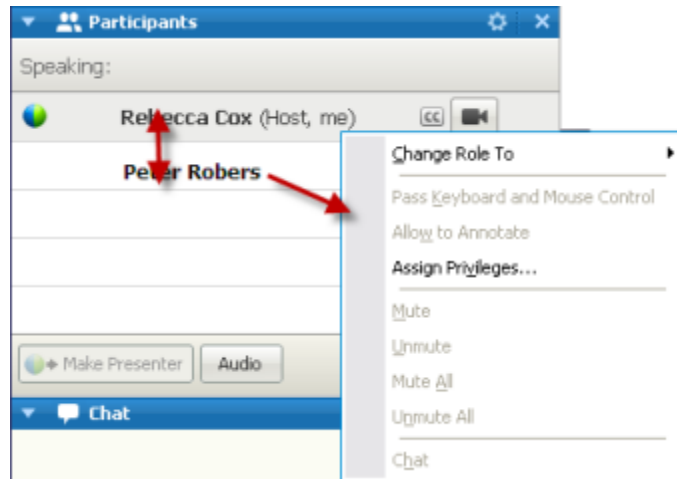 Participants
Speaking:
Rebecca Cox (Host, me) CC
Peter Robers
Change Role To
Pass Keyboard and Mouse Control
Allow to Annotate
Assign Privileges...
Mute
Unmute
Mute All
Unmute All
Chat
Make Presenter Audio
Chat